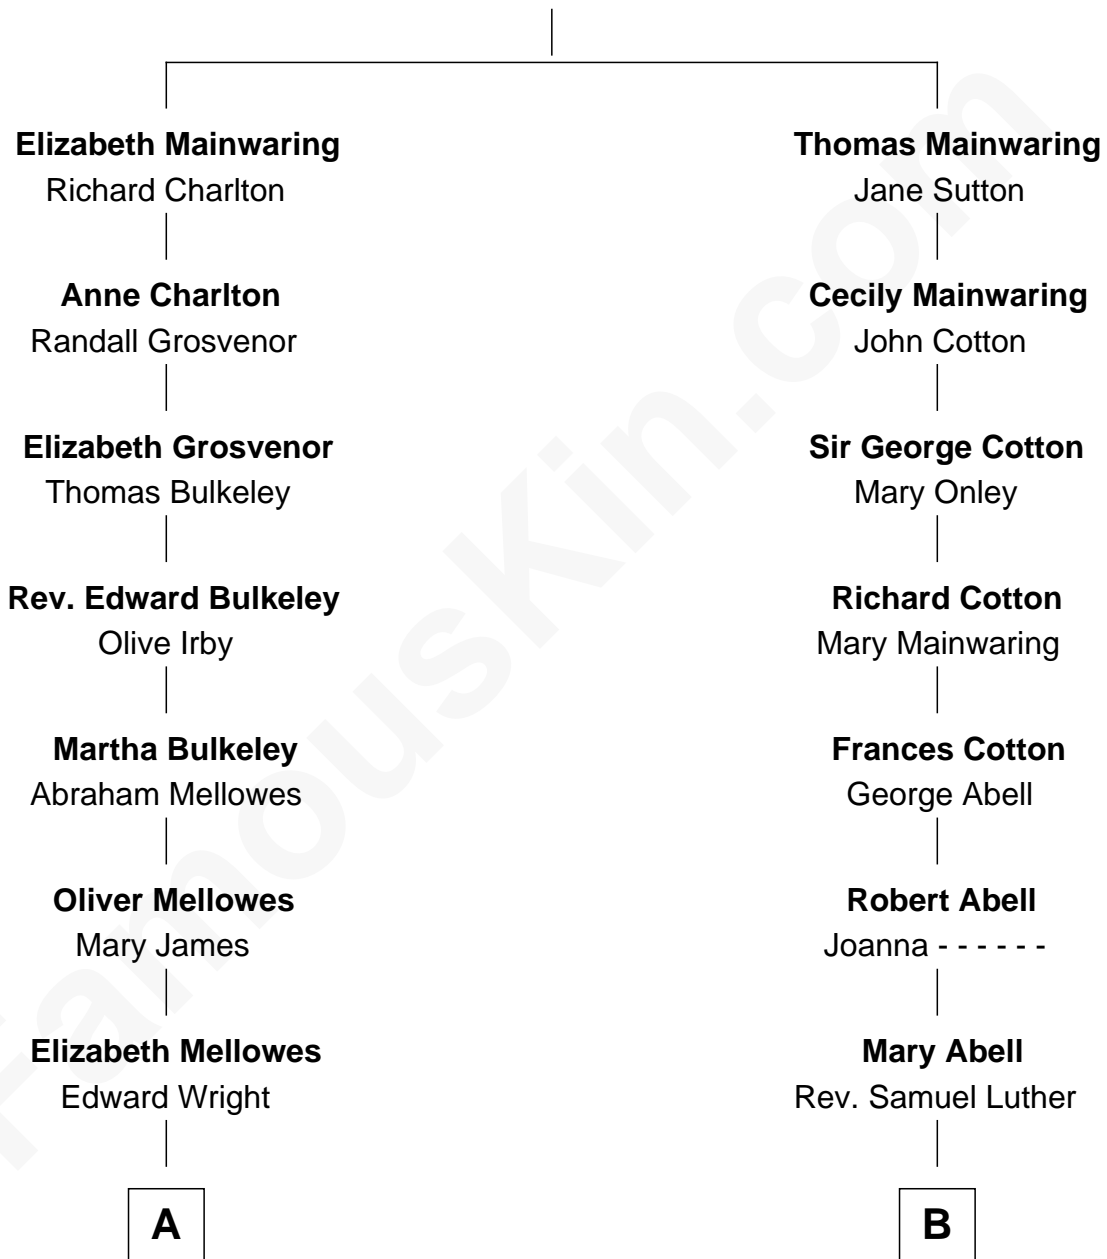 Elizabeth Mainwaring
Richard Charlton
Anne Charlton
Randall Grosvenor
Elizabeth Grosvenor
Thomas Bulkeley
Rev. Edward Bulkeley
Olive Irby
Martha Bulkeley
Abraham Mellowes
Oliver Mellowes
Mary James
Elizabeth Mellowes
Edward Wright
A
Thomas Mainwaring
Jane Sutton
Cecily Mainwaring
John Cotton
Sir George Cotton
Mary Onley
Richard Cotton
Mary Mainwaring
Frances Cotton
George Abell
Robert Abell
Joanna - - - - - -
Mary Abell
Rev. Samuel Luther
B
FamousKin.com